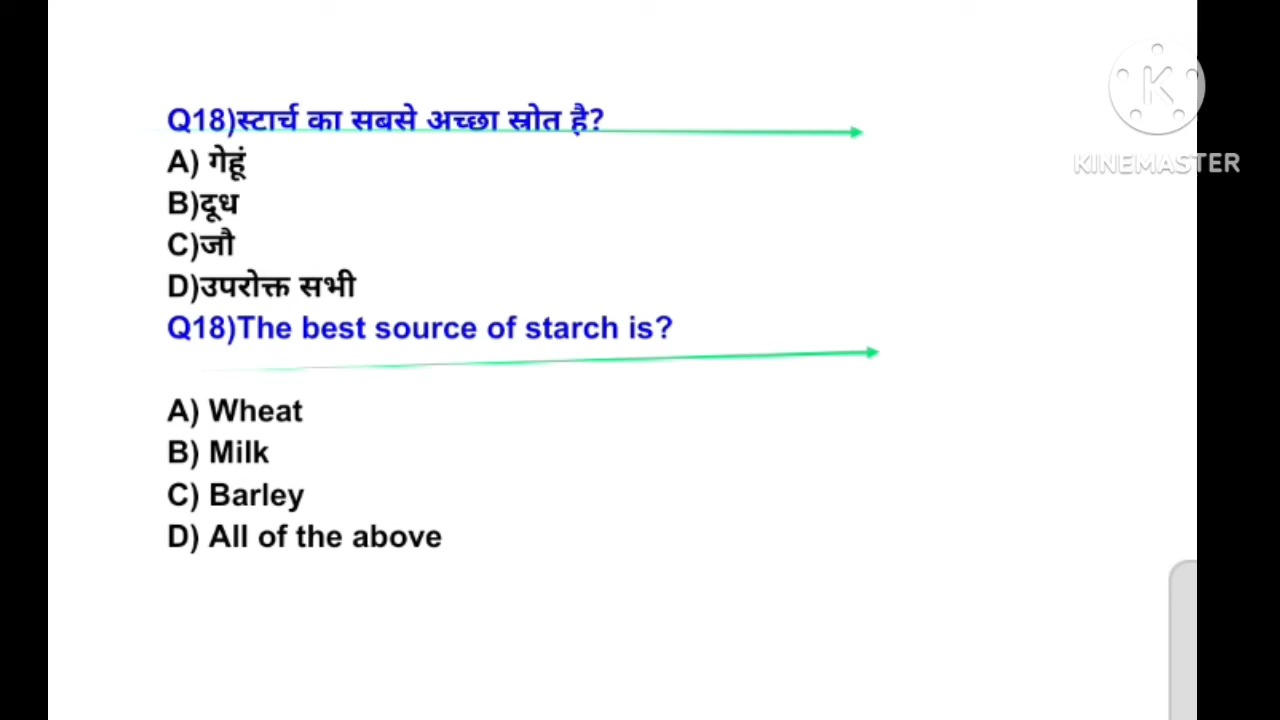 Q18)स्टार्च का सबसे अच्छा स्रोत है?
A) गेहूं
B)दूध
C)जौ
D)उपरोक्त सभी
Q18)The best source of starch is?
A) Wheat
B) Milk
C) Barley
D) All of the above
K
KINEMASTER